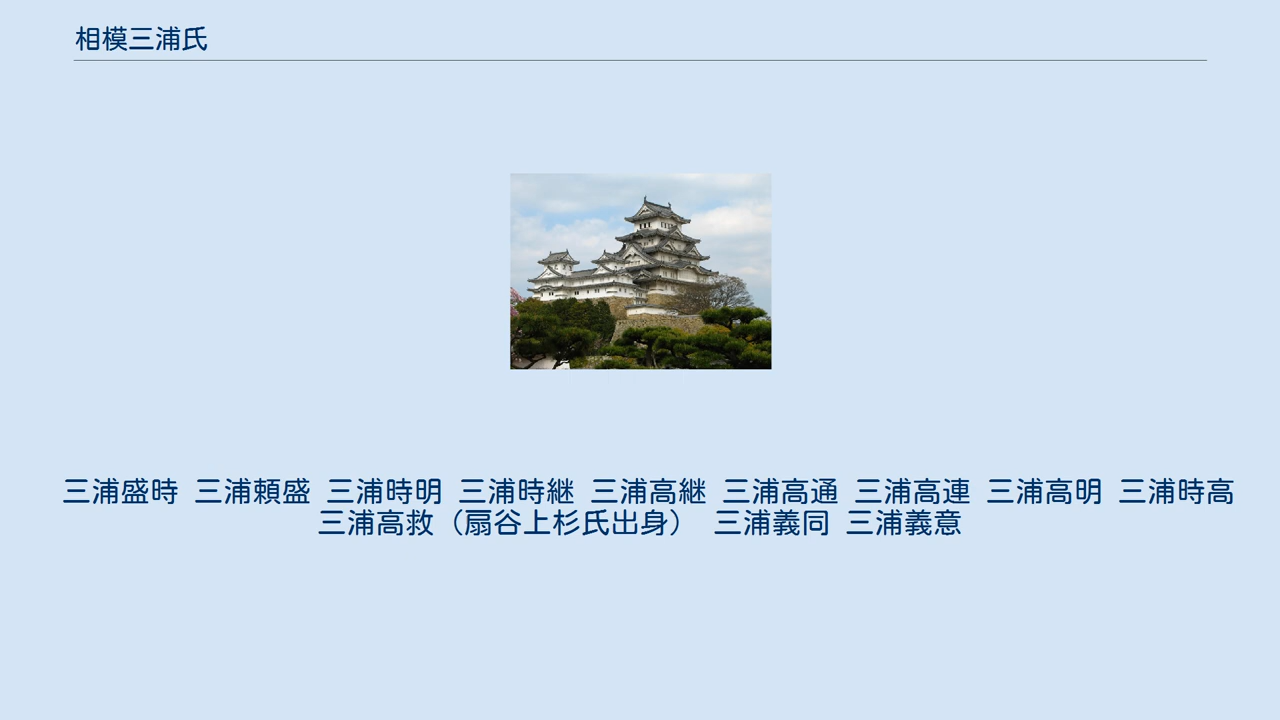 相模三浦氏
三浦盛時 三浦頼盛 三浦時明 三浦時継 三浦高継 三浦高通 三浦高連 三浦高明 三浦時高
三浦高救（扇谷上杉氏出身） 三浦義同 三浦義意